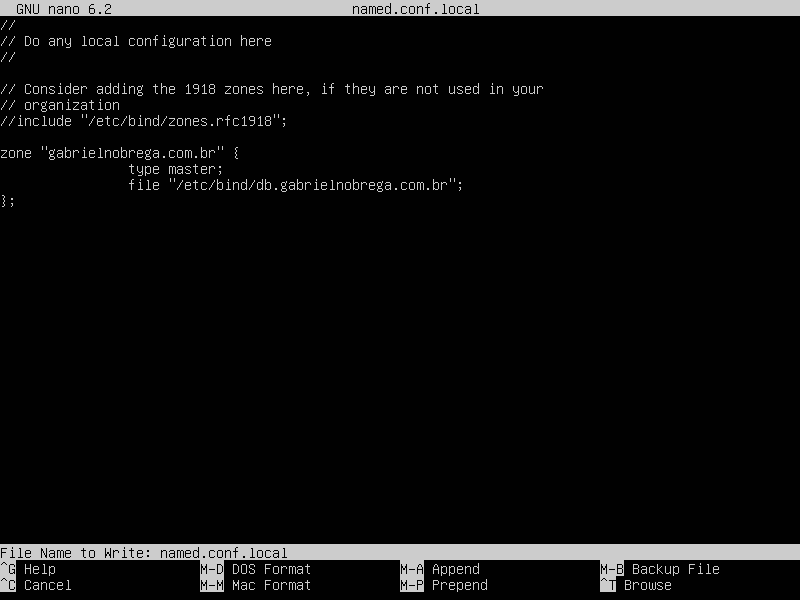 GNU nano 6.2 named.conf.local
//
// Do any local configuration here
//
// Consider adding the 1918 zones here, if they are not used in your
// organization
//include "/etc/bind/zones.rfc1918";
zone "gabrielnobrega.com.br" {
type master;
file "/etc/bind/db.gabrielnobrega.com.br";
};
File Name to Write: named.conf.local
^G Help M-D DOS Format M-A Append M-B Backup File
^C Cancel M-M Mac Format M-P Prepend ^T Browse